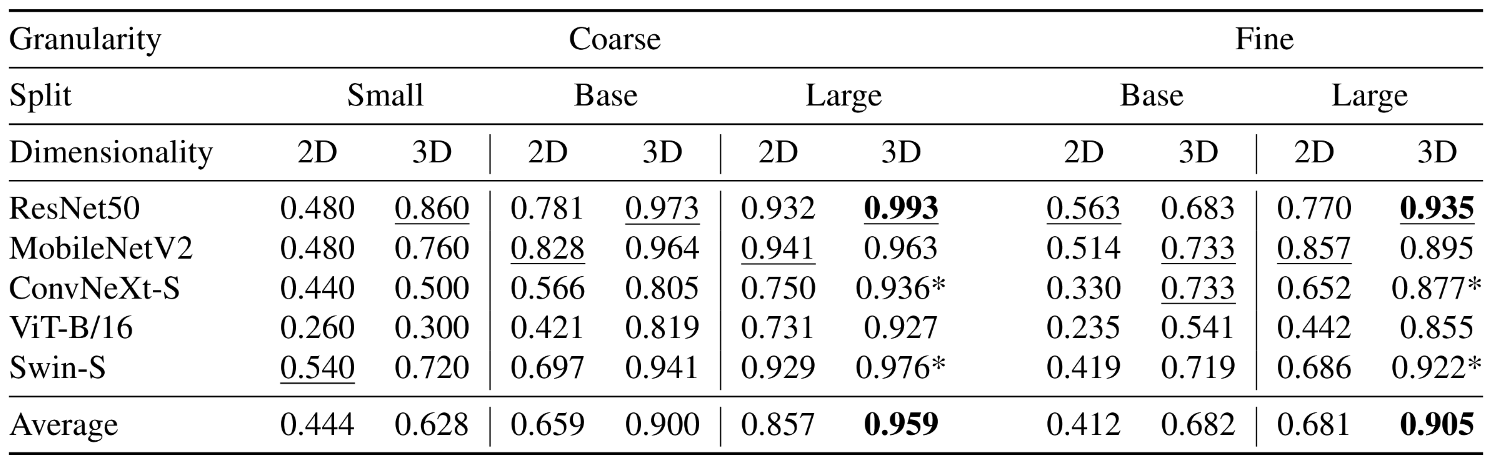 Granularity Coarse Fine
Split Small Base Large Base Large
Dimensionality 2D 3D 2D 3D 2D 3D 2D 3D 2D 3D
ResNet50 0.480 0.860 0.781 0.973 0.932 0.993 0.563 0.683 0.770 0.935
MobileNetV2 0.480 0.760 0.828 0.964 0.941 0.963 0.514 0.733 0.857 0.895
ConvNeXt-S 0.440 0.500 0.566 0.805 0.750 0.936* 0.330 0.733 0.652 0.877*
ViT-B/16 0.260 0.300 0.421 0.819 0.731 0.927 0.235 0.541 0.442 0.855
Swin-S 0.540 0.720 0.697 0.941 0.929 0.976* 0.419 0.719 0.686 0.922*
Average 0.444 0.628 0.659 0.900 0.857 0.959 0.412 0.682 0.681 0.905